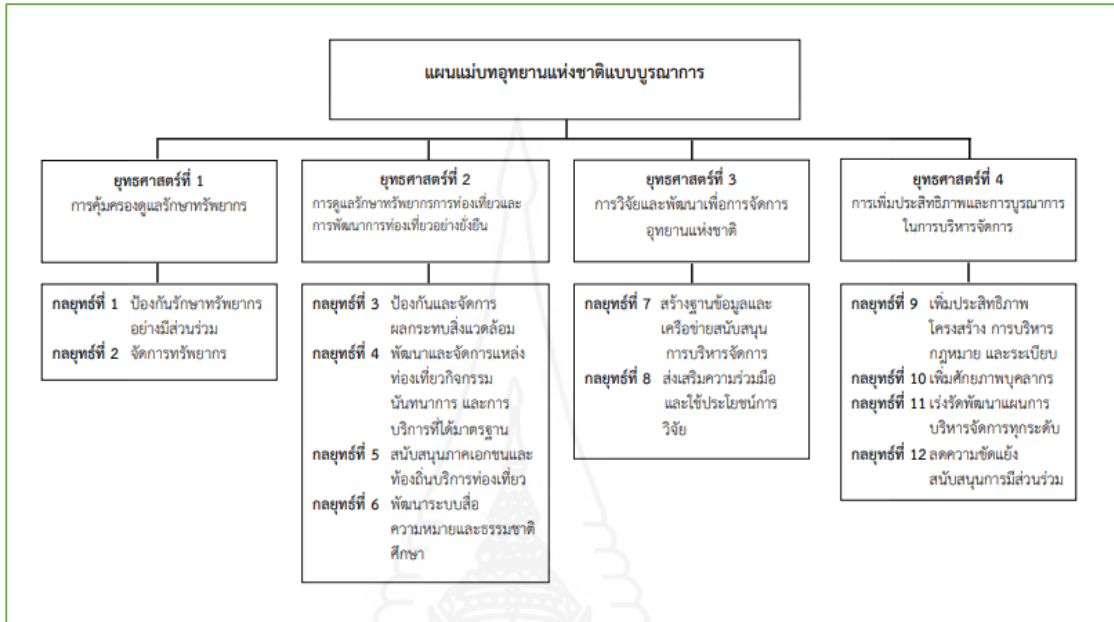 แผนแม่บทอุทยานแห่งชาติแบบบูรณาการ
ยุทธศาสตร์ที่ 1
การคุ้มครองดูแลรักษาทรัพยากร
กลยุทธ์ที่ 1 ป้องกันรักษาทรัพยากร
อย่างมีส่วนร่วม
กลยุทธ์ที่ 2 จัดการทรัพยากร
ยุทธศาสตร์ที่ 2
การดูแลรักษาทรัพยากรการท่องเที่ยวและ
การพัฒนาการท่องเที่ยวอย่างยั่งยืน
กลยุทธ์ที่ 3 ป้องกันและจัดการ
ผลกระทบสิ่งแวดล้อม
กลยุทธ์ที่ 4 พัฒนาและจัดการแหล่ง
ท่องเที่ยวกิจกรรม
นันทนาการ และการ
บริการที่ได้มาตรฐาน
กลยุทธ์ที่ 5 สนับสนุนภาคเอกชนและ
ท้องถิ่นบริการท่องเที่ยว
กลยุทธ์ที่ 6 พัฒนาระบบสื่อ
ความหมายและธรรมชาติ
ศึกษา
ยุทธศาสตร์ที่ 3
การวิจัยและพัฒนาเพื่อการจัดการ
อุทยานแห่งชาติ
กลยุทธ์ที่ 7 สร้างฐานข้อมูลและ
เครือข่ายสนับสนุน
การบริหารจัดการ
กลยุทธ์ที่ 8 ส่งเสริมความร่วมมือ
และใช้ประโยชน์การ
วิจัย
ยุทธศาสตร์ที่ 4
การเพิ่มประสิทธิภาพและการบูรณาการ
ในการบริหารจัดการ
กลยุทธ์ที่ 9 เพิ่มประสิทธิภาพ
โครงสร้าง การบริหาร
กฎหมาย และระเบียบ
กลยุทธ์ที่ 10 เพิ่มศักยภาพบุคลากร
กลยุทธ์ที่ 11 เร่งรัดพัฒนาแผนการ
บริหารจัดการทุกระดับ
กลยุทธ์ที่ 12 ลดความขัดแย้ง
สนับสนุนการมีส่วนร่วม